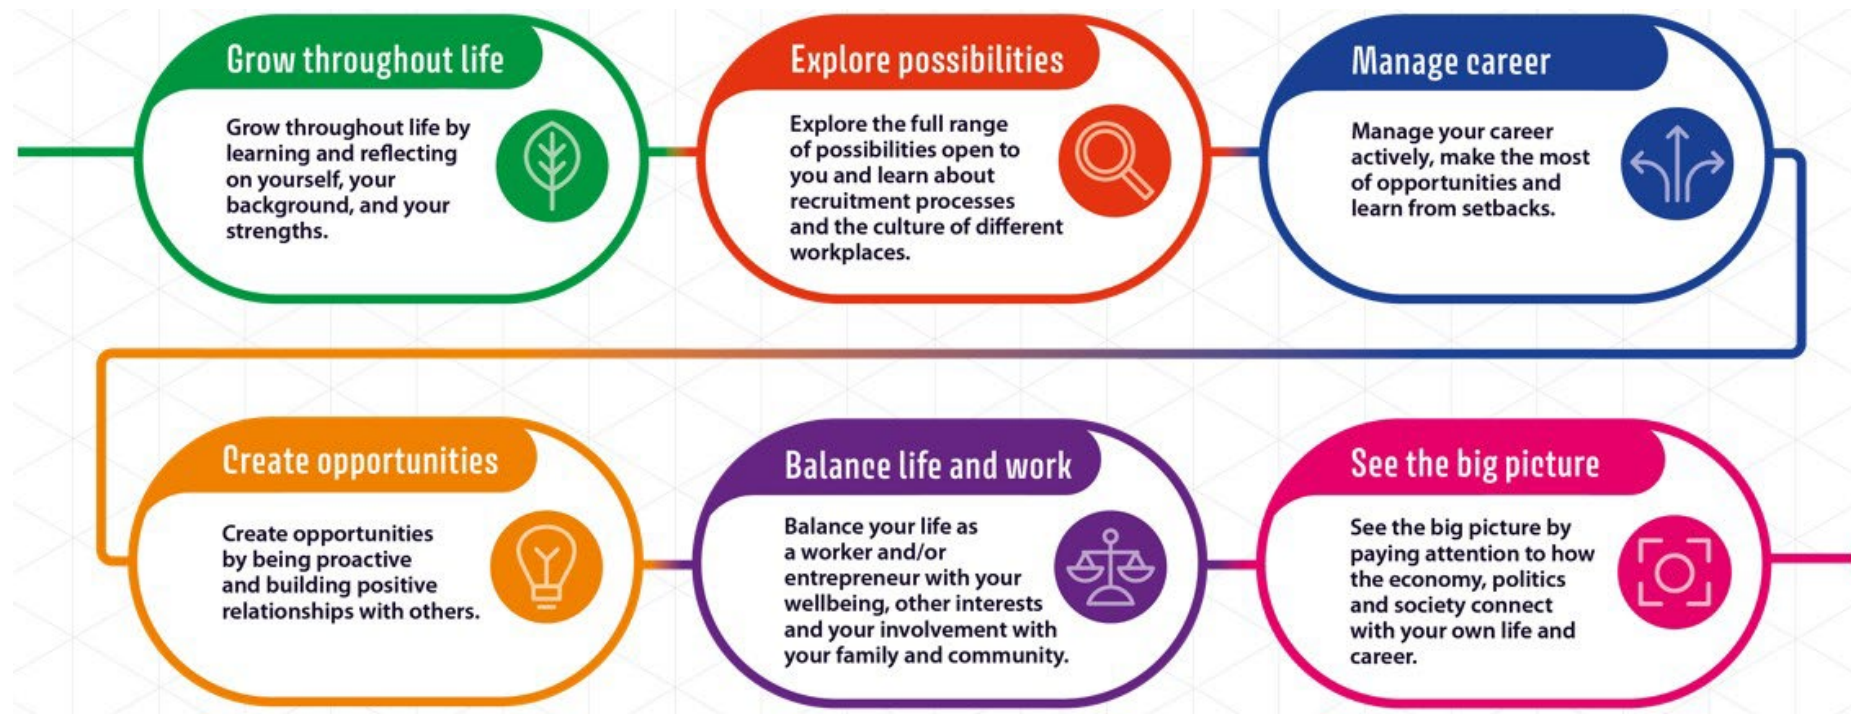 Grow throughout life
Grow throughout life by
learning and reflecting
on yourself, your
background, and your
strengths.
Explore possibilities
Explore the full range
of possibilities open to
you and learn about
recruitment processes
and the culture of different
workplaces.
Manage career
Manage your career
actively, make the most
of opportunities and
learn from setbacks.
Create opportunities
Create opportunities
by being proactive
and building positive
relationships with others.
Balance life and work
Balance your life as
a worker and/or
entrepreneur with your
wellbeing, other interests
and your involvement with
your family and community.
See the big picture
See the big picture by
paying attention to how
the economy, politics
and society connect
with your own life and
career.